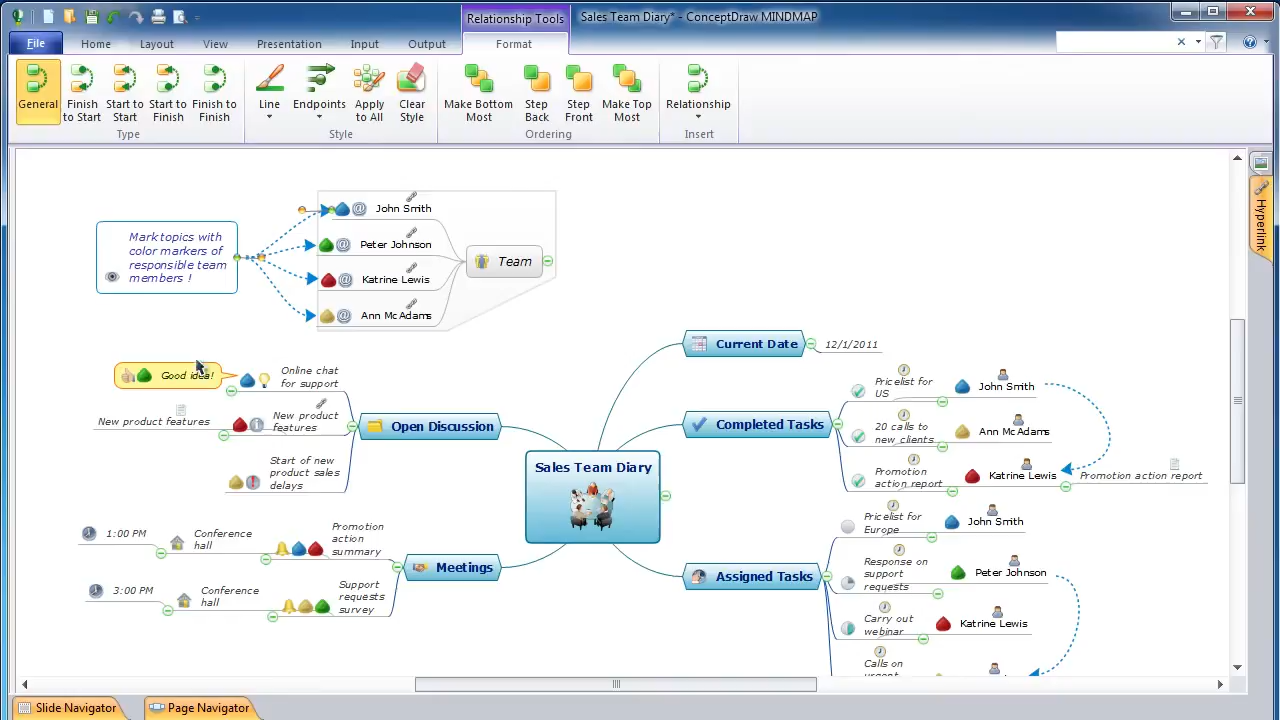 Relationship Tools
Sales Team Diary* - ConceptDraw MINDMAP
File
Home
Layout
View
Presentation
Input
Output
Format
General
Finish
to Start
Start to
Start
Start to
Finish
Finish to
Finish
Type
Line
Endpoints
Apply
to All
Clear
Style
Style
Make Bottom
Most
Step
Back
Step
Front
Make Top
Most
Ordering
Relationship
Insert
Hyperlink
Mark topics with
color markers of
responsible team
members !
John Smith
Peter Johnson
Katrine Lewis
Ann McAdams
Team
Good idea!
Online chat
for support
New product features
New product
features
Start of new
product sales
delays
Open Discussion
Sales Team Diary
1:00 PM
Conference
hall
Promotion
action
summary
3:00 PM
Conference
hall
Support
requests
survey
Meetings
Current Date
12/1/2011
Completed Tasks
Pricelist for
US
John Smith
20 calls to
new clients
Ann McAdams
Promotion
action report
Katrine Lewis
Promotion action report
Assigned Tasks
Pricelist for
Europe
John Smith
Response on
support
requests
Peter Johnson
Carry out
webinar
Katrine Lewis
Calls on
urgent
Slide Navigator
Page Navigator